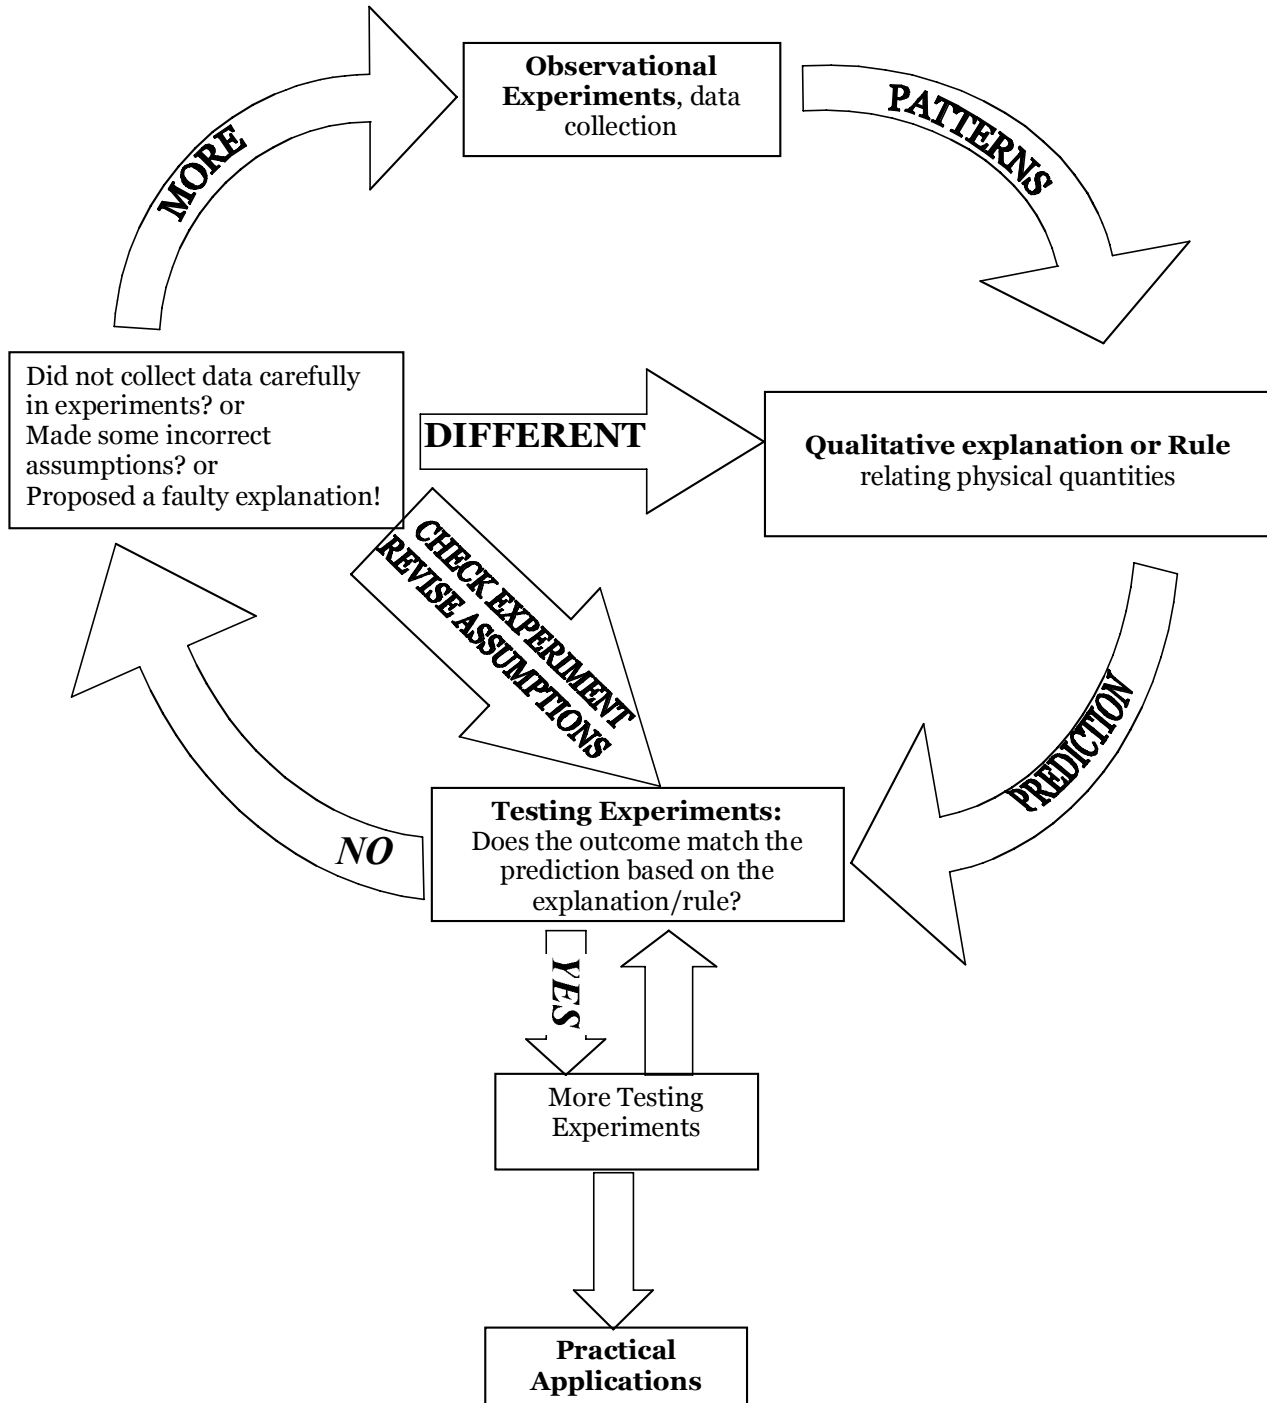 Observational
Experiments, data
collection
PATTERNS
MORE
Did not collect data carefully
in experiments? or
Made some incorrect
assumptions? or
Proposed a faulty explanation!
DIFFERENT
Qualitative explanation or Rule
relating physical quantities
CHECK EXPERIMENT
REVISE ASSUMPTIONS
PREDICTION
Testing Experiments:
Does the outcome match the
prediction based on the
explanation/rule?
NO
YES
More Testing
Experiments
Practical
Applications